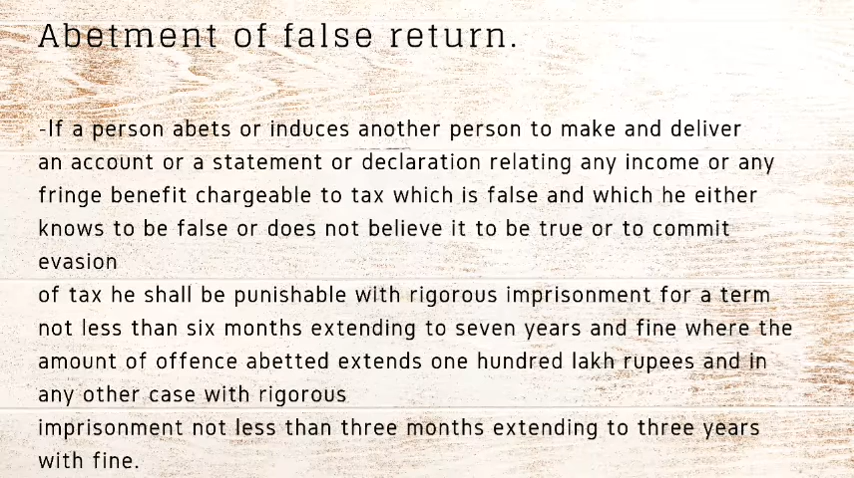 Abetment of false return.
-If a person abets or induces another person to make and deliver
an account or a statement or declaration relating any income or any
fringe benefit chargeable to tax which is false and which he either
knows to be false or does not believe it to be true or to commit
evasion
of tax he shall be punishable with rigorous imprisonment for a term
not less than six months extending to seven years and fine where the
amount of offence abetted extends one hundred lakh rupees and in
any other case with rigorous
imprisonment not less than three months extending to three years
with fine.